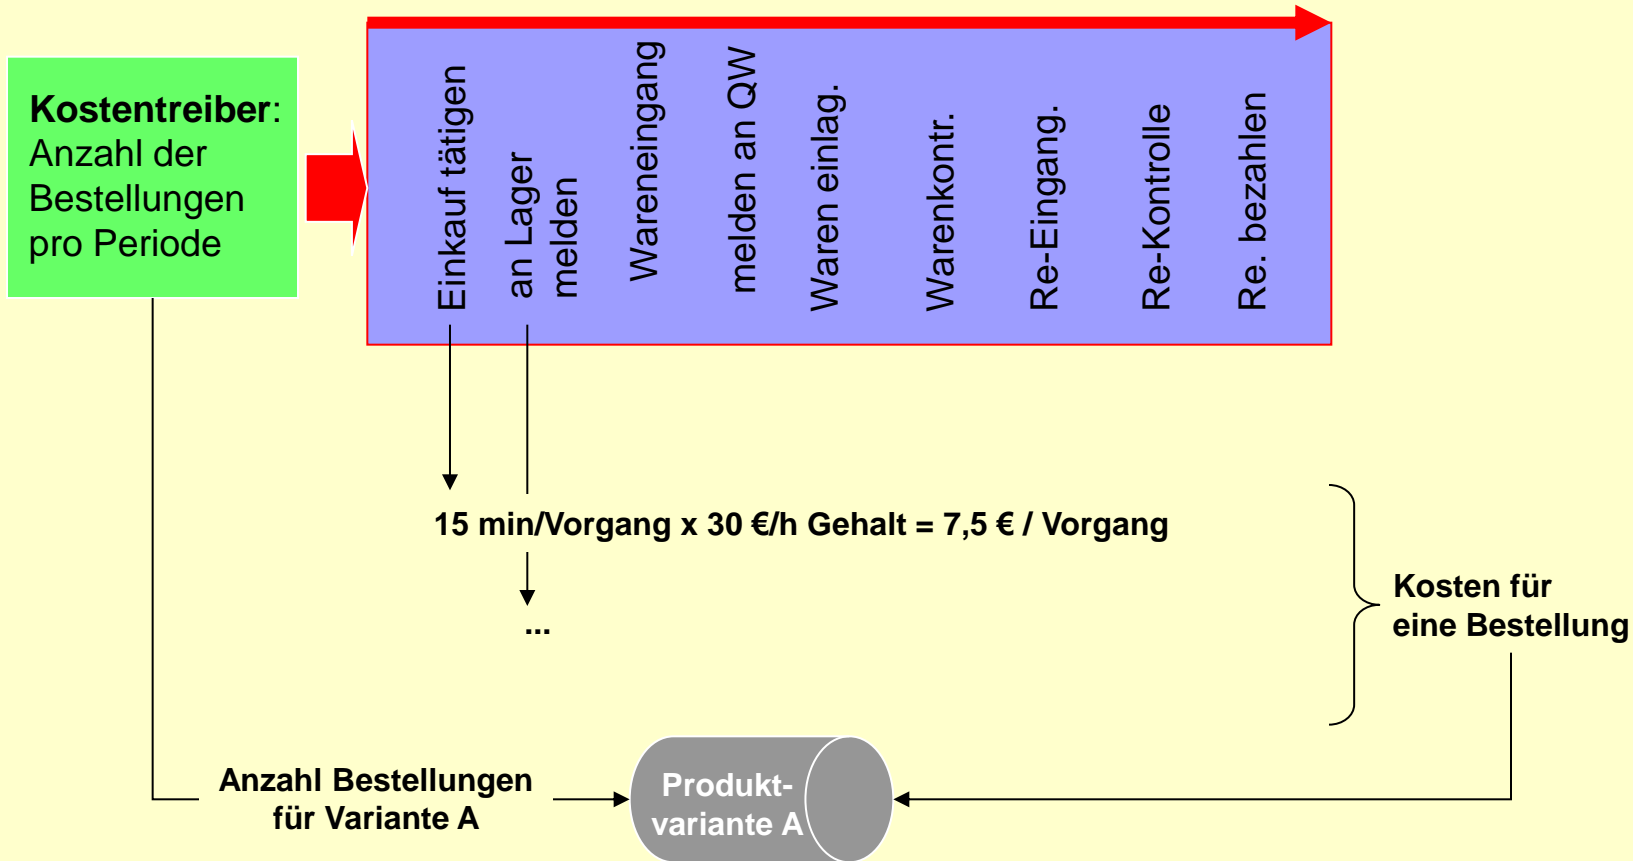 Kostentreiber:
Anzahl der
Bestellungen
pro Periode
Einkauf tätigen
an Lager
melden
Wareneingang
melden an QW
Waren einlag.
Warenkontr.
Re-Eingang.
Re-Kontrolle
Re. bezahlen
15 min/Vorgang x 30 €/h Gehalt = 7,5 € / Vorgang
...
Kosten für
eine Bestellung
Anzahl Bestellungen
für Variante A
Produkt-
variante A